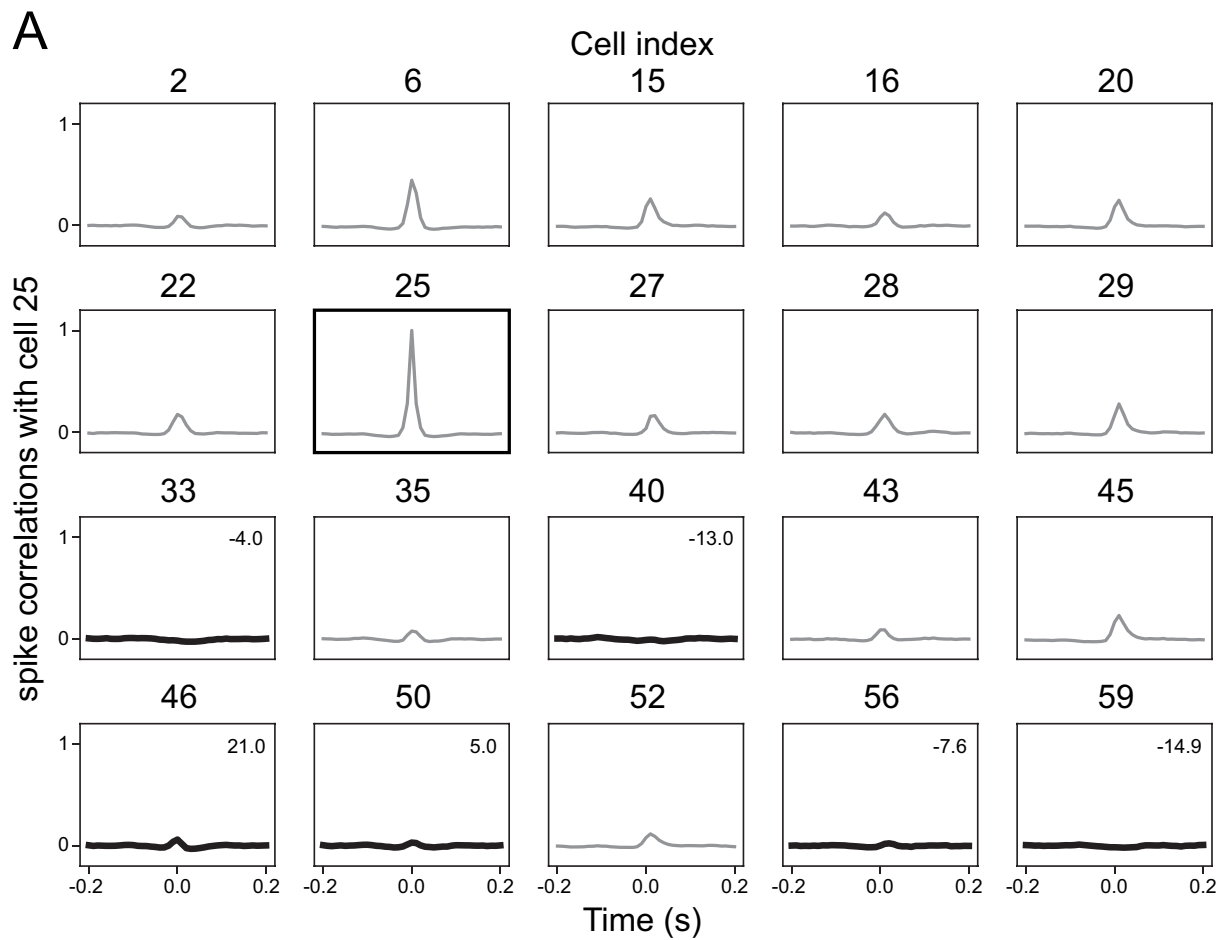 A
Cell index
2 6 15 16 20
1
0
22 25 27 28 29
1
0
33 35 40 43 45
1 -4.0 -13.0
0
46 50 52 56 59
1 21.0 5.0 -7.6 -14.9
0
-0.2 0.0 0.2 -0.2 0.0 0.2 -0.2 0.0 0.2 -0.2 0.0 0.2 -0.2 0.0 0.2
Time (s)
spike correlations with cell 25